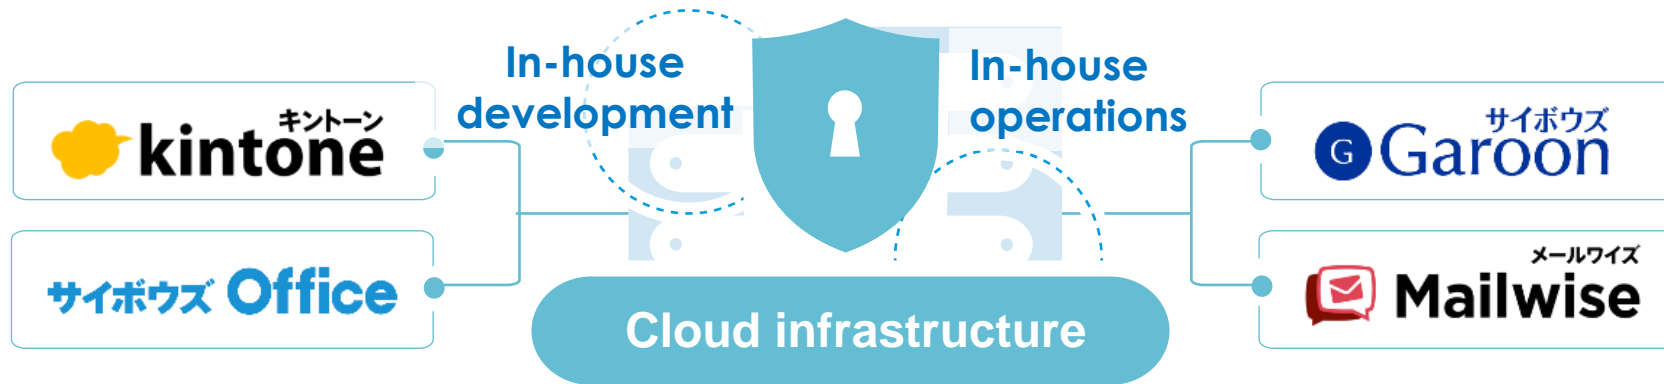 キントーン
kintone
サイボウズ Office
In-house
development
In-house
operations
Cloud infrastructure
サイボウズ
G Garoon
メールワイズ
Mailwise